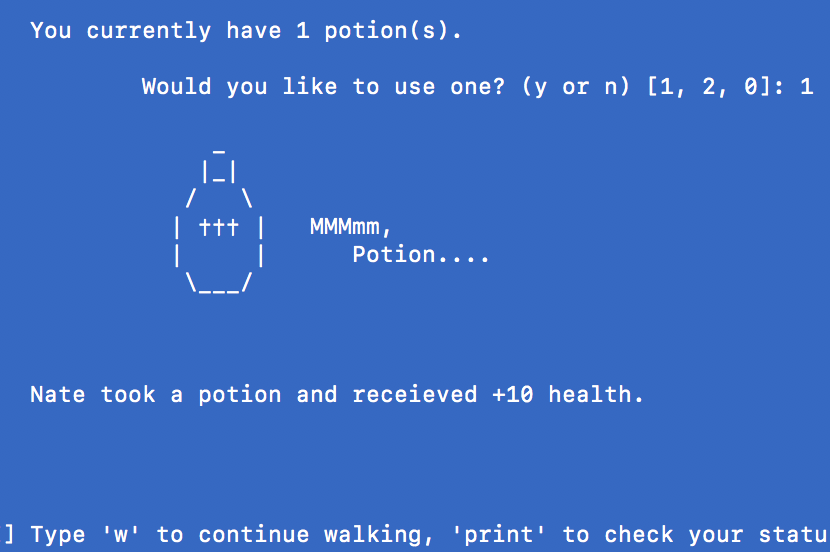 You currently have 1 potion(s).
Would you like to use one? (y or n) [1, 2, 0]: 1
_
|_|
/   \
| ††† |   MMMmm,
|     |      Potion....
\___/
Nate took a potion and receieved +10 health.
] Type 'w' to continue walking, 'print' to check your statu